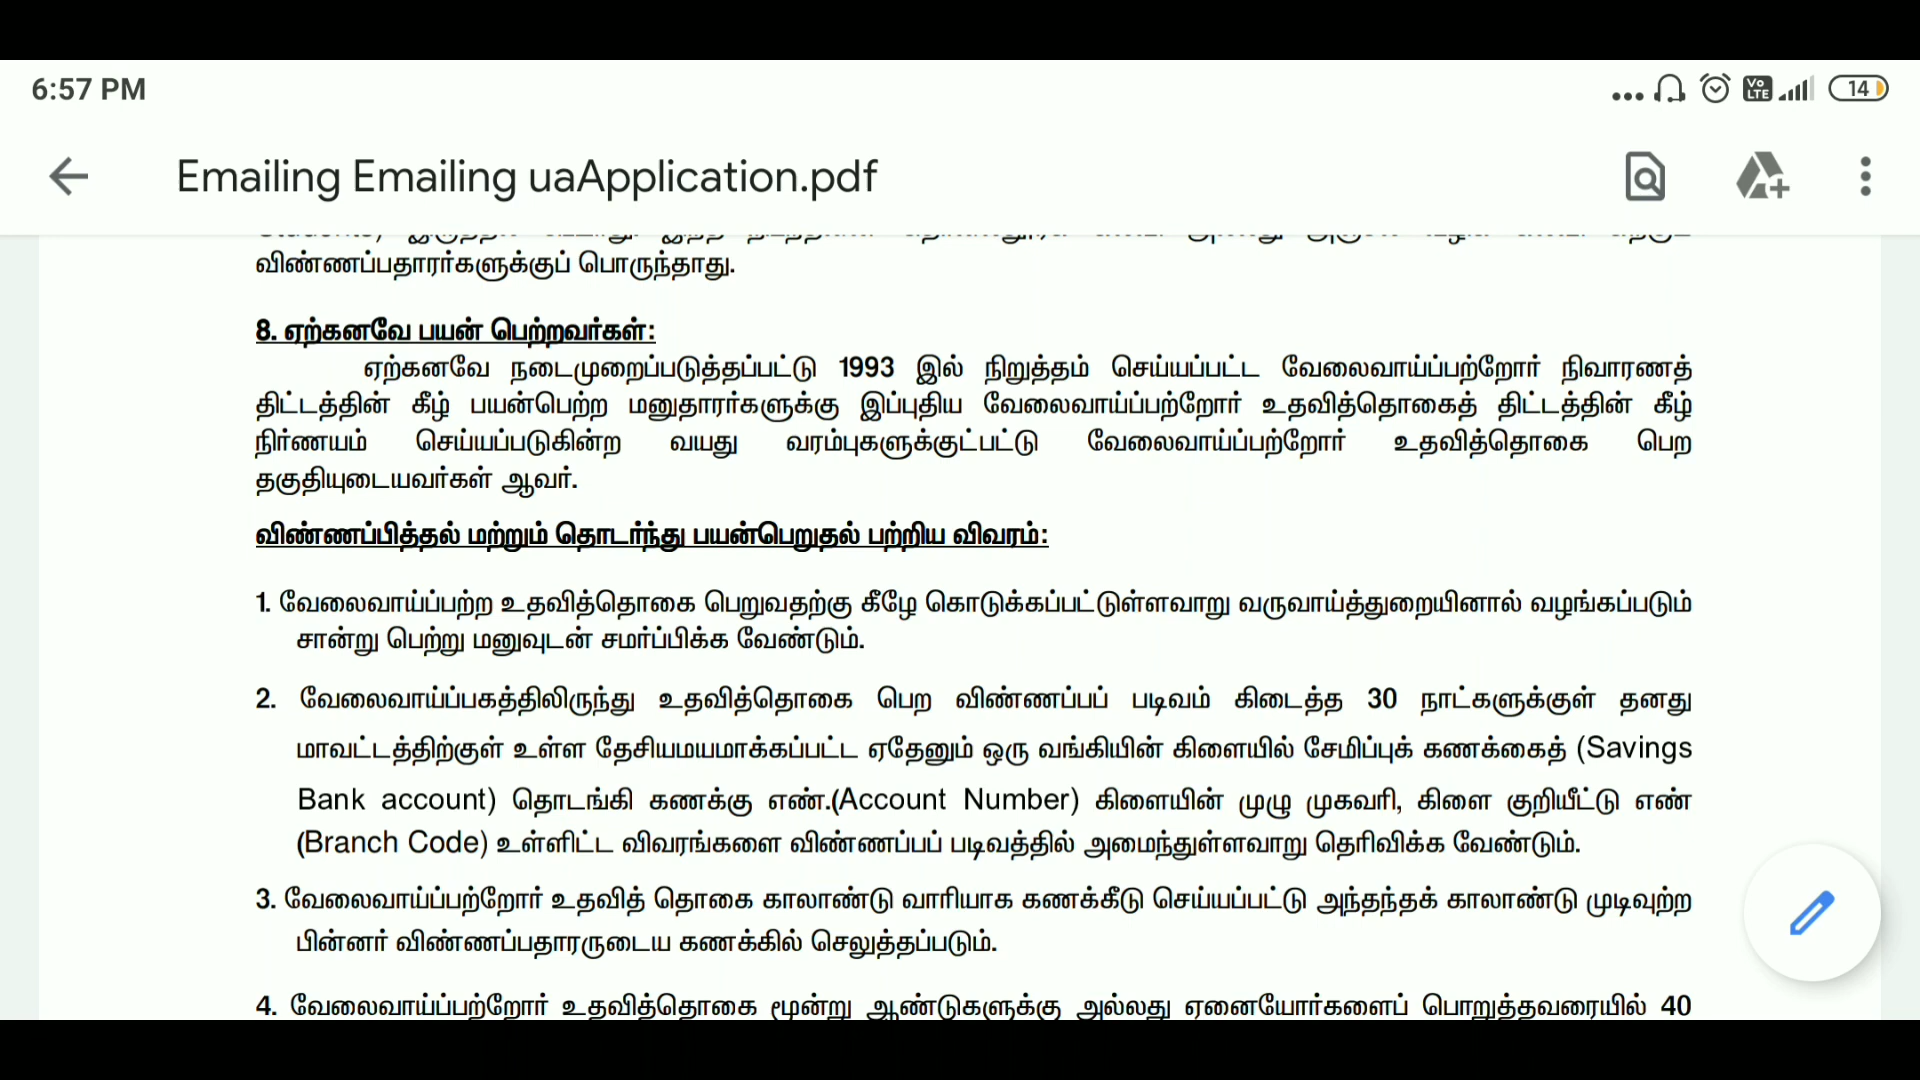 6:57 PM
Vo LTE
14
Emailing Emailing uaApplication.pdf
விண்ணப்பதாரர்களுக்குப் பொருந்தாது.
8. ஏற்கனவே பயன் பெற்றவர்கள்:
ஏற்கனவே நடைமுறைப்படுத்தப்பட்டு 1993 இல் நிறுத்தம் செய்யப்பட்ட வேலைவாய்ப்பற்றோர் நிவாரணத்
திட்டத்தின் கீழ் பயன்பெற்ற மனுதாரர்களுக்கு இப்புதிய வேலைவாய்ப்பற்றோர் உதவித்தொகைத் திட்டத்தின் கீழ்
நிர்ணயம் செய்யப்படுகின்ற வயது வரம்புகளுக்குட்பட்டு வேலைவாய்ப்பற்றோர் உதவித்தொகை பெற
தகுதியுடையவர்கள் ஆவர்.
விண்ணப்பித்தல் மற்றும் தொடர்ந்து பயன்பெறுதல் பற்றிய விவரம்:
1. வேலைவாய்ப்பற்ற உதவித்தொகை பெறுவதற்கு கீழே கொடுக்கப்பட்டுள்ளவாறு வருவாய்த்துறையினால் வழங்கப்படும்
சான்று பெற்று மனுவுடன் சமர்ப்பிக்க வேண்டும்.
2. வேலைவாய்ப்பகத்திலிருந்து உதவித்தொகை பெற விண்ணப்பப் படிவம் கிடைத்த 30 நாட்களுக்குள் தனது
மாவட்டத்திற்குள் உள்ள தேசியமயமாக்கப்பட்ட ஏதேனும் ஒரு வங்கியின் கிளையில் சேமிப்புக் கணக்கைத் (Savings
Bank account) தொடங்கி கணக்கு எண்.(Account Number) கிளையின் முழு முகவரி, கிளை குறியீட்டு எண்
(Branch Code) உள்ளிட்ட விவரங்களை விண்ணப்பப் படிவத்தில் அமைந்துள்ளவாறு தெரிவிக்க வேண்டும்.
3. வேலைவாய்ப்பற்றோர் உதவித் தொகை காலாண்டு வாரியாக கணக்கீடு செய்யப்பட்டு அந்தந்தக் காலாண்டு முடிவுற்ற
பின்னர் விண்ணப்பதாரருடைய கணக்கில் செலுத்தப்படும்.
4. வேலைவாய்ப்பற்றோர் உதவித்தொகை மூன்று ஆண்டுகளுக்கு அல்லது ஏனையோர்களைப் பொறுத்தவரையில் 40